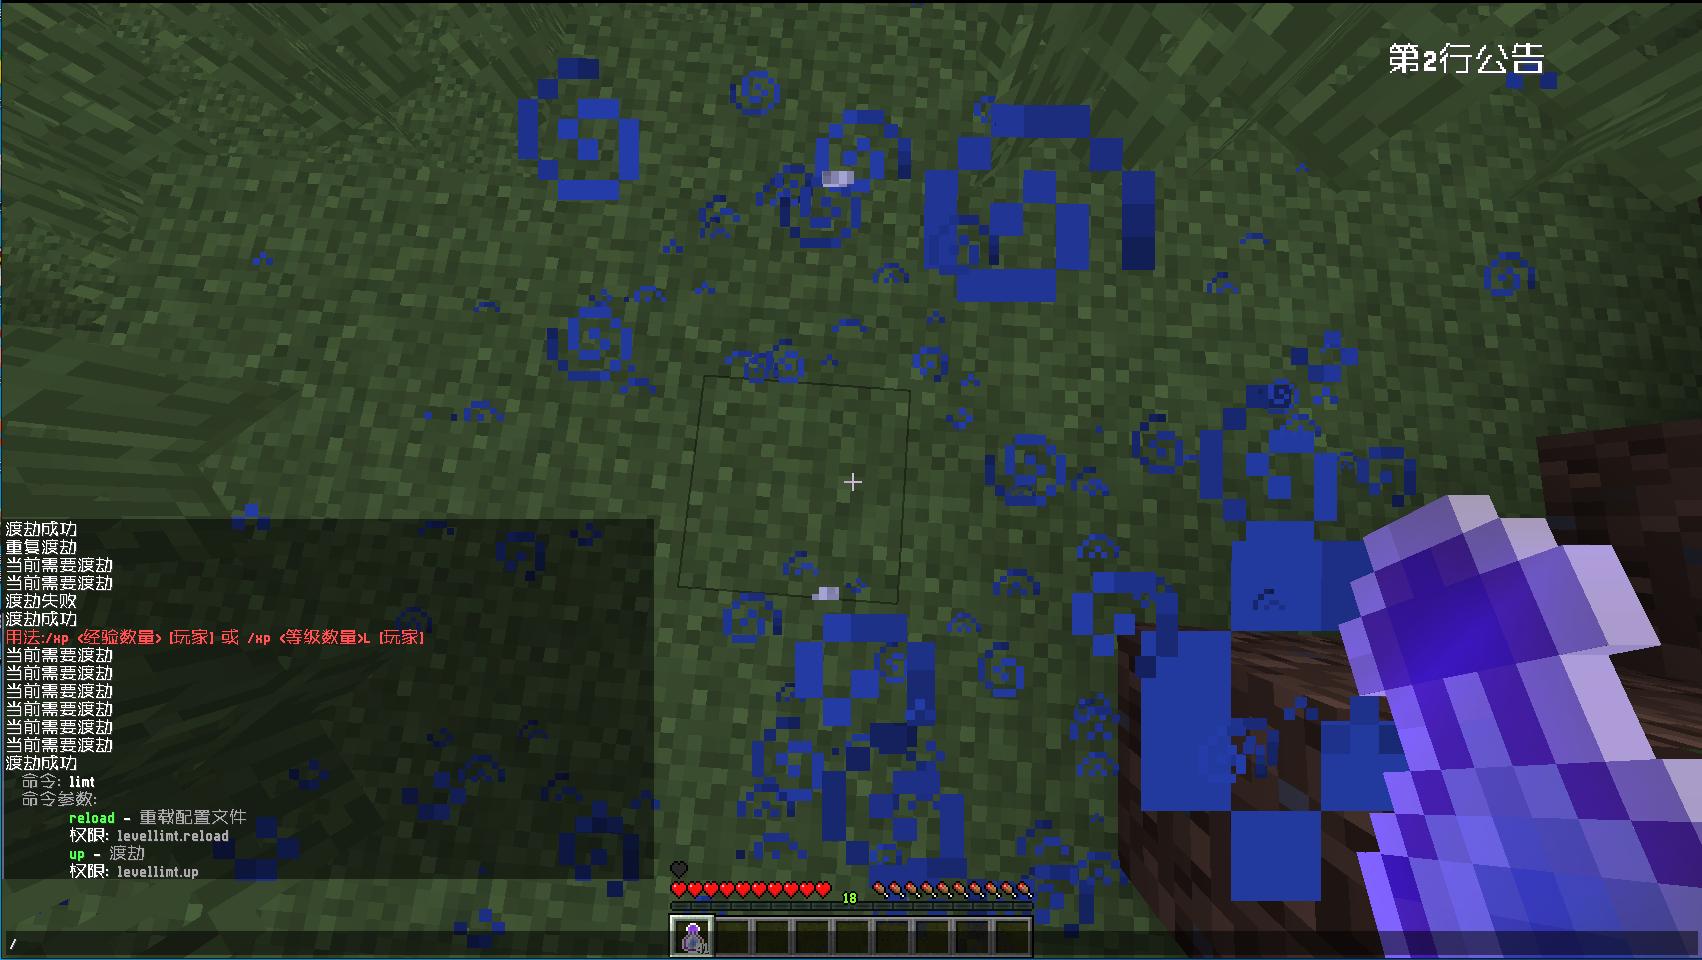 第2行公告
渡劫成功
重复渡劫
当前需要渡劫
当前需要渡劫
渡劫失败
渡劫成功
用法:/xp <经验数量> [玩家] 或 /xp <等级数量>L [玩家]
当前需要渡劫
当前需要渡劫
当前需要渡劫
当前需要渡劫
当前需要渡劫
当前需要渡劫
渡劫成功
命令: limt
命令参数:
reload - 重载配置文件
权限: levellimt.reload
up - 渡劫
权限: levellimt.up
18
/